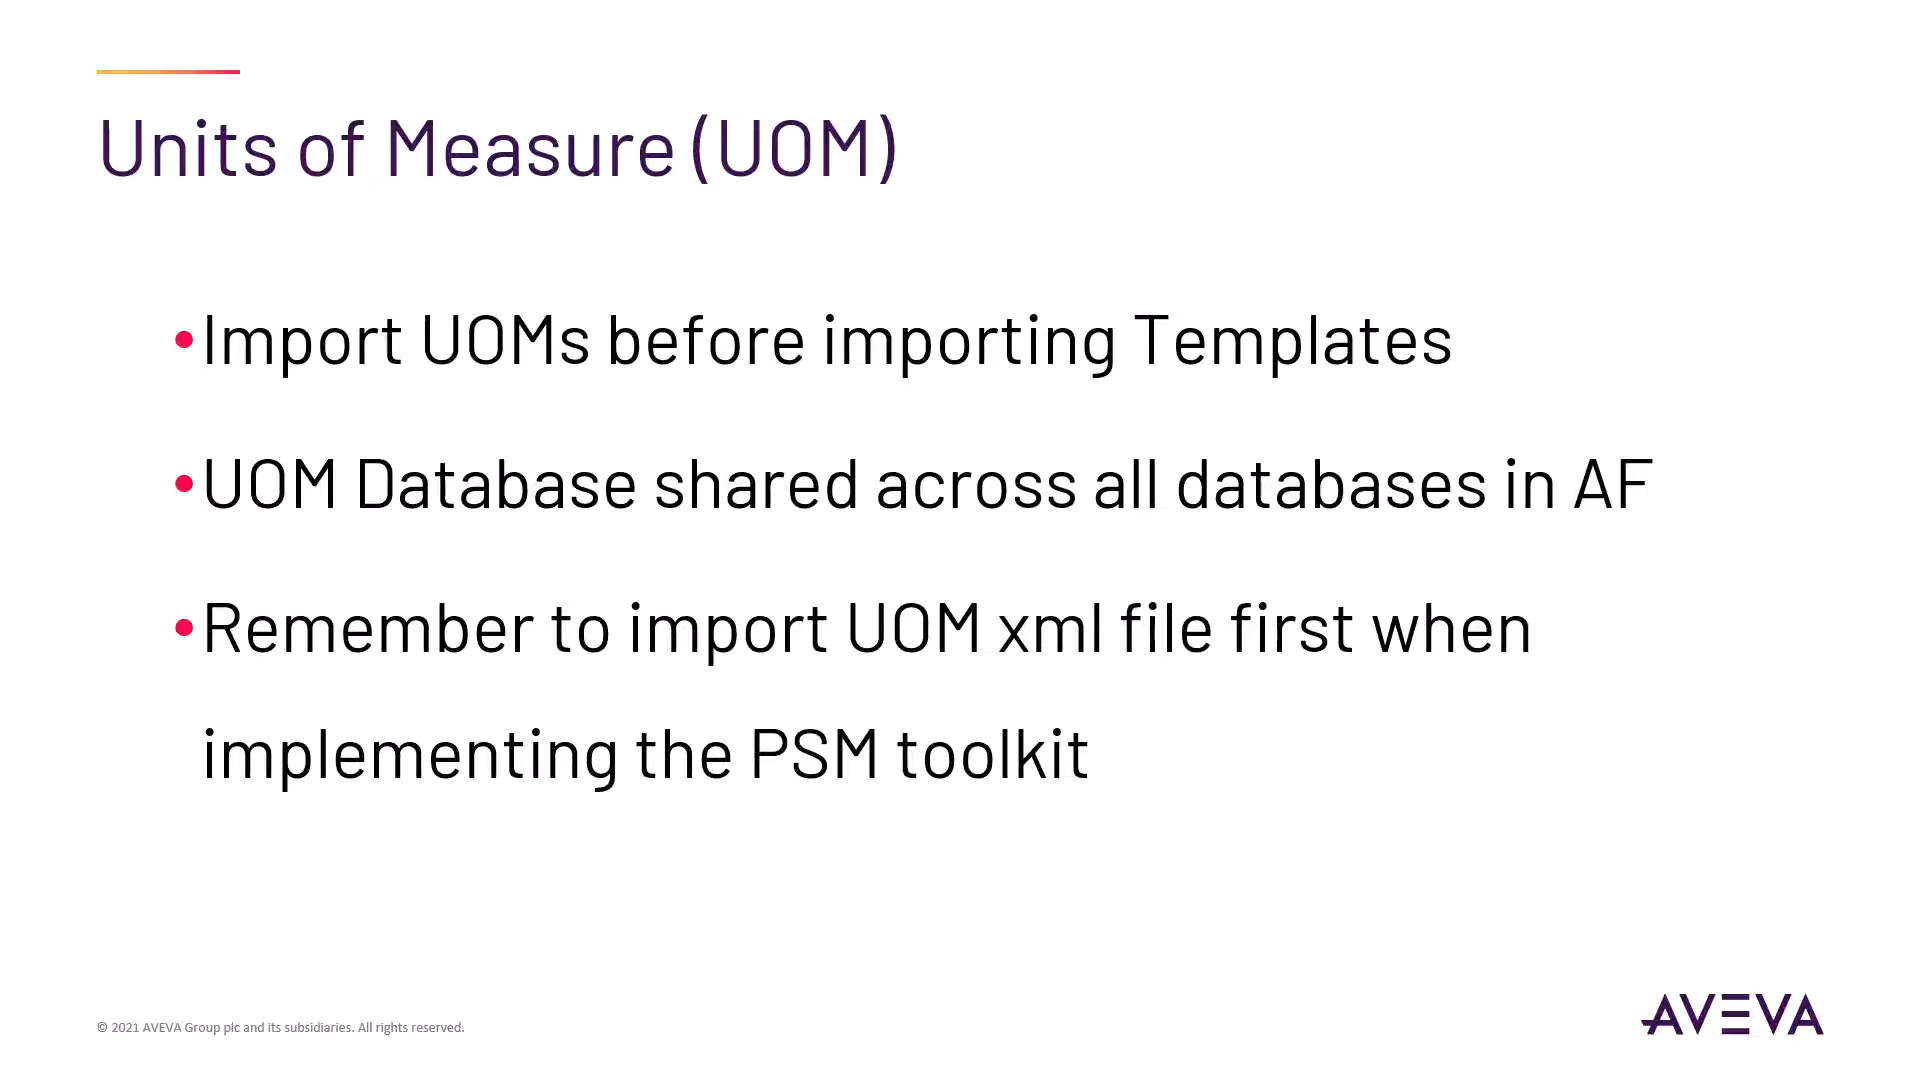 Units of Measure (UOM)
•Import UOMs before importing Templates
•UOM Database shared across all databases in AF
•Remember to import UOM xml file first when
implementing the PSM toolkit
© 2021 AVEVA Group plc and its subsidiaries. All rights reserved.
AVEVA